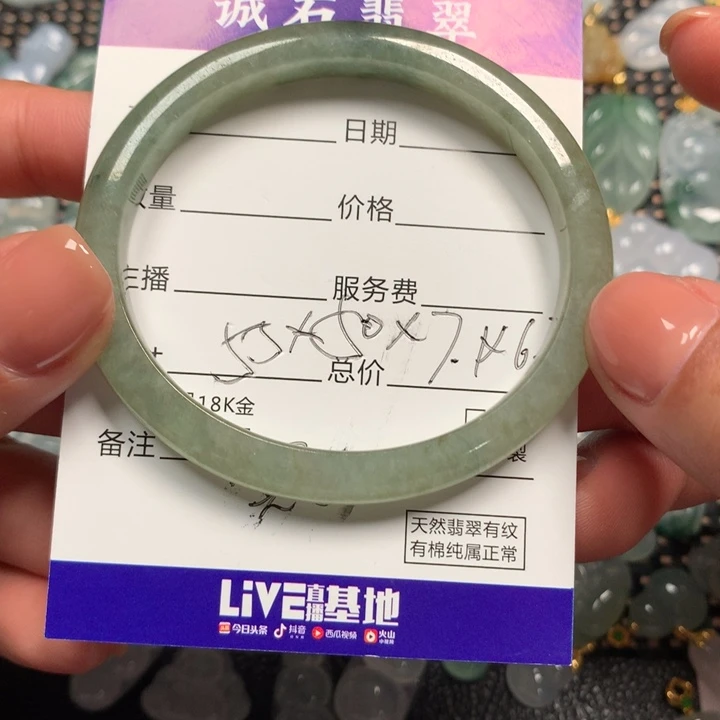 诚石翡翠
日期
数量 价格
主播 服务费
55×50×7.4×6.
总价
18K金
备注
天然翡翠有纹
有棉纯属正常
LiVE直播基地
今日头条 抖音 西瓜视频 火山